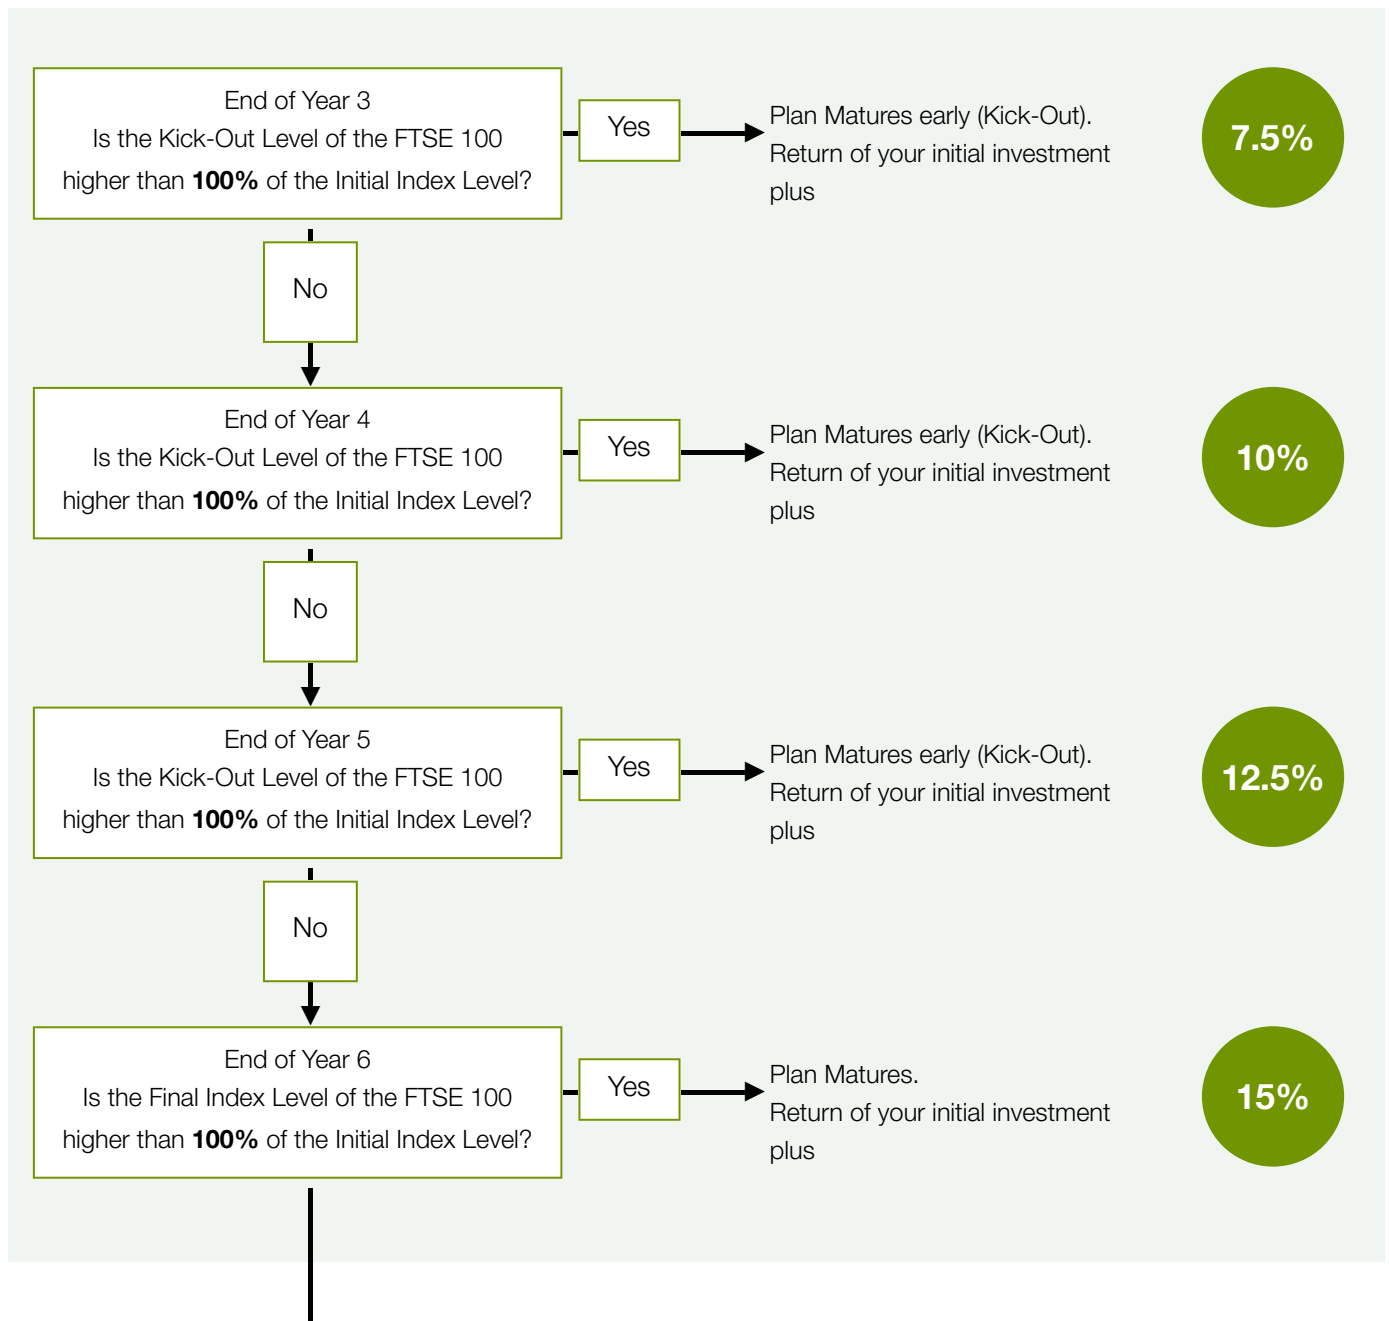 End of Year 3
Is the Kick-Out Level of the FTSE 100
higher than 100% of the Initial Index Level?
Yes
Plan Matures early (Kick-Out).
Return of your initial investment
plus
7.5%
No
End of Year 4
Is the Kick-Out Level of the FTSE 100
higher than 100% of the Initial Index Level?
Yes
Plan Matures early (Kick-Out).
Return of your initial investment
plus
10%
No
End of Year 5
Is the Kick-Out Level of the FTSE 100
higher than 100% of the Initial Index Level?
Yes
Plan Matures early (Kick-Out).
Return of your initial investment
plus
12.5%
No
End of Year 6
Is the Final Index Level of the FTSE 100
higher than 100% of the Initial Index Level?
Yes
Plan Matures.
Return of your initial investment
plus
15%